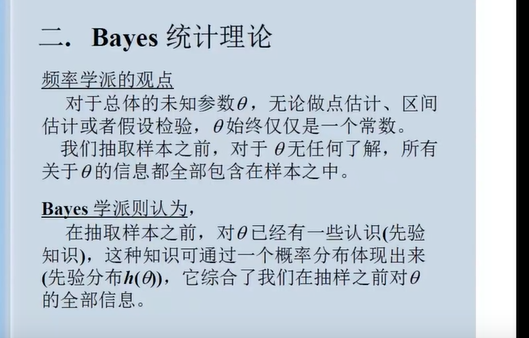 二. Bayes 统计理论
频率学派的观点
对于总体的未知参数θ，无论做点估计、区间
估计或者假设检验，θ始终仅仅是一个常数。
我们抽取样本之前，对于 θ无任何了解，所有
关于θ的信息都全部包含在样本之中。
Bayes 学派则认为，
在抽取样本之前，对θ已经有一些认识(先验
知识)，这种知识可通过一个概率分布体现出来
(先验分布h(θ))，它综合了我们在抽样之前对θ
的全部信息。